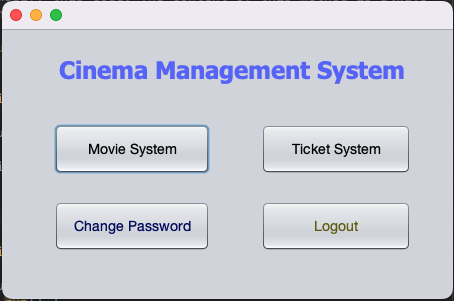 Cinema Management System
Movie System
Ticket System
Change Password
Logout